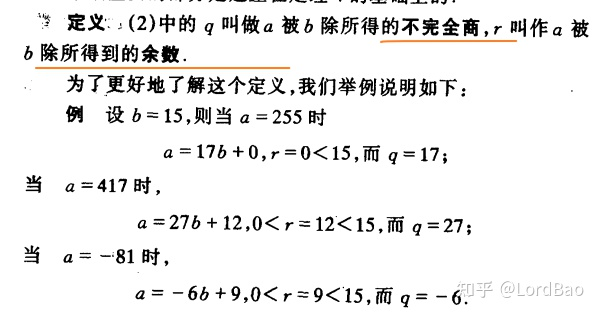 定义 (2)中的 q 叫做 a 被 b 除所得的不完全商,r 叫作 a 被
b 除所得到的余数.
为了更好地了解这个定义,我们举例说明如下:
例 设 b=15,则当 a=255 时
a=17b+0,r=0<15,而 q=17;
当 a=417 时,
a=27b+12,0<r=12<15,而 q=27;
当 a=-81 时,
a=-6b+9,0<r=9<15,而 q=-6.
知乎 @LordBao